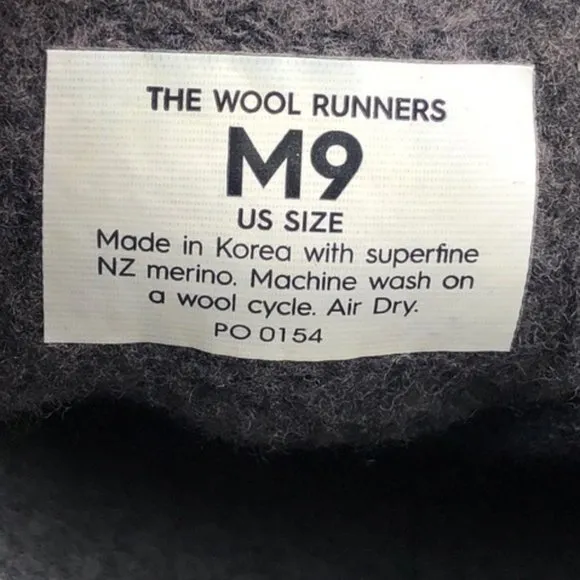 THE WOOL RUNNERS
M9
US SIZE
Made in Korea with superfine
NZ merino. Machine wash on
a wool cycle. Air Dry.
PO 0154